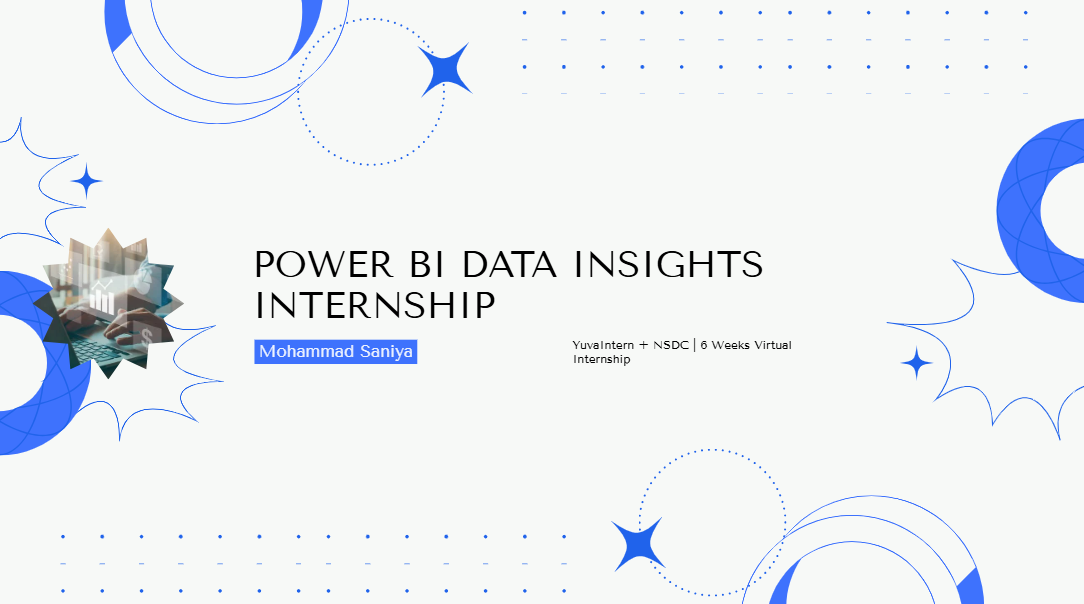 POWER BI DATA INSIGHTS
INTERNSHIP
Mohammad Saniya
YuvaIntern + NSDC | 6 Weeks Virtual
Internship